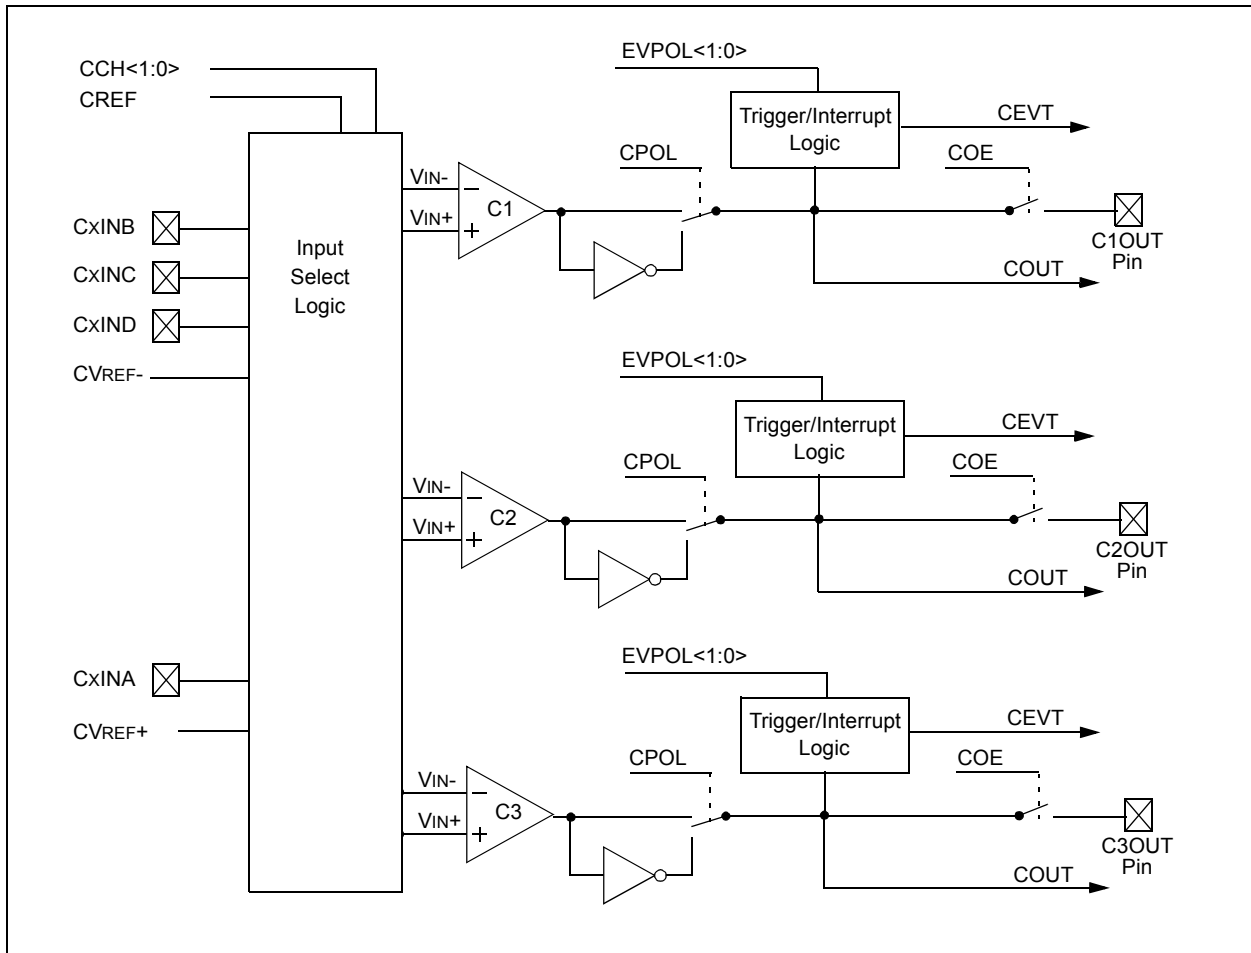 EVPOL<1:0>
CCH<1:0>
CREF
Trigger/Interrupt
Logic
CEVT
CPOL
COE
VIN-
VIN+
C1
C1OUT
Pin
COUT
CxINB
CxINC
CxIND
CVREF-
Input
Select
Logic
EVPOL<1:0>
Trigger/Interrupt
Logic
CEVT
CPOL
COE
VIN-
VIN+
C2
C2OUT
Pin
COUT
CxINA
CVREF+
EVPOL<1:0>
Trigger/Interrupt
Logic
CEVT
CPOL
COE
VIN-
VIN+
C3
C3OUT
Pin
COUT